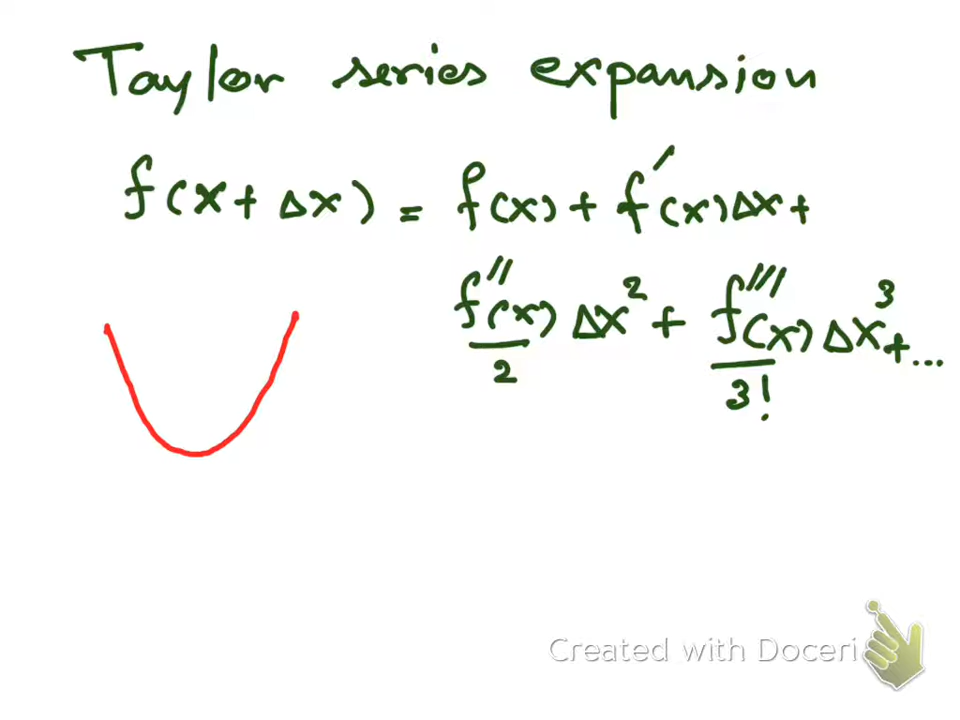 Taylor series expansion
f(x + Δx) = f(x) + f′(x)Δx +
f″(x)/2 Δx² + f‴(x)/3! Δx³ + ...
Created with Doceri